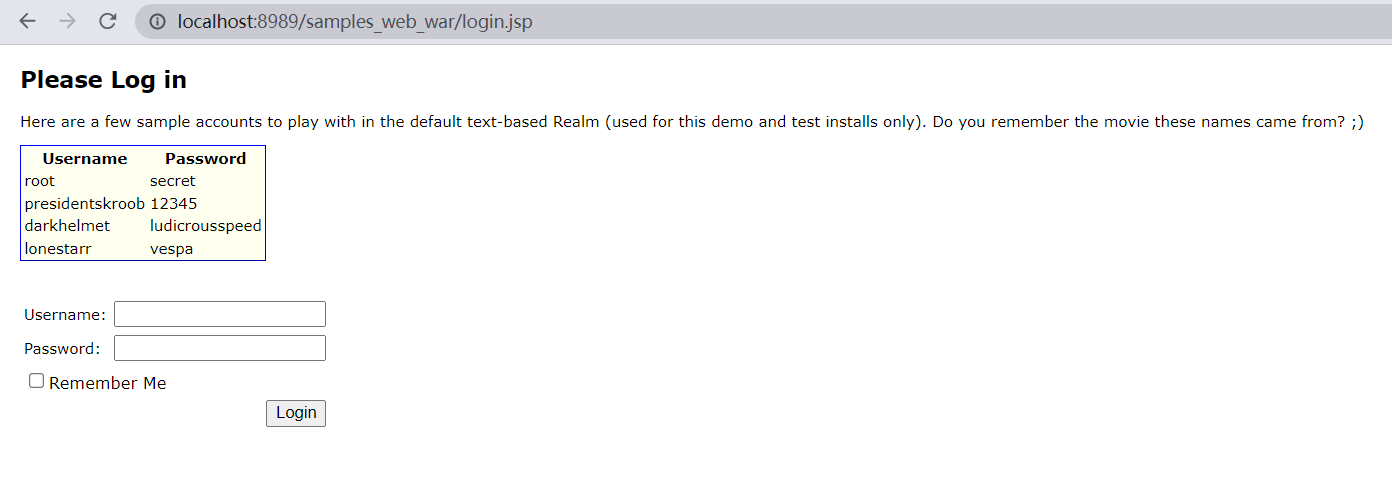 localhost:8989/samples_web_war/login.jsp
Please Log in
Here are a few sample accounts to play with in the default text-based Realm (used for this demo and test installs only). Do you remember the movie these names came from? ;)
Username Password
root secret
presidentskroob 12345
darkhelmet ludicrousspeed
lonestarr vespa
Username:
Password:
Remember Me
Login